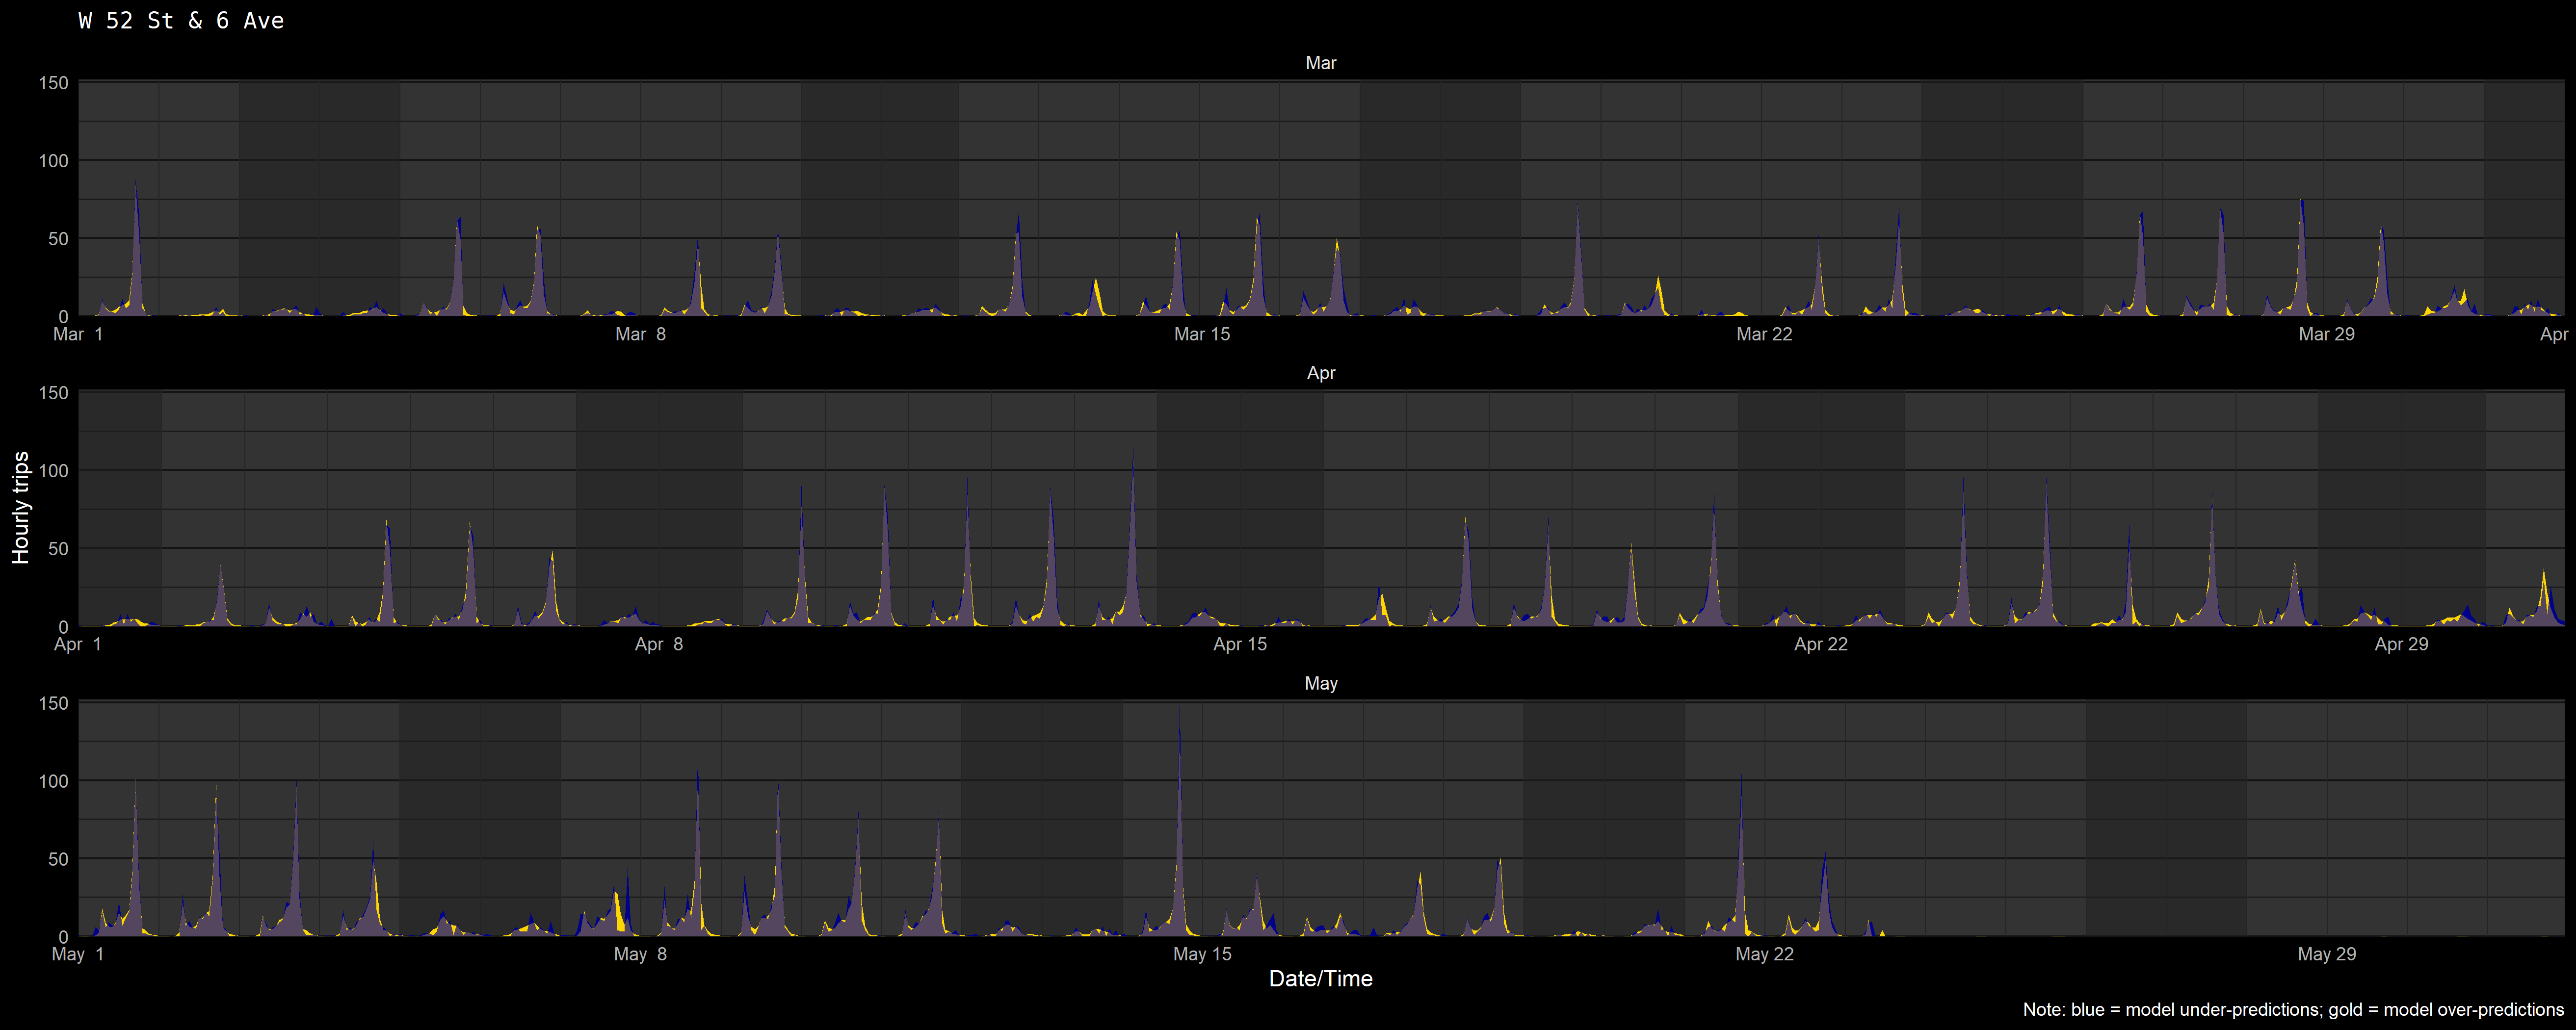 W 52 St & 6 Ave
Mar
150
100
50
0
Mar 1
Mar 8
Mar 15
Mar 22
Mar 29
Apr
Apr
Hourly trips
150
100
50
0
Apr 1
Apr 8
Apr 15
Apr 22
Apr 29
May
150
100
50
0
May 1
May 8
May 15
May 22
May 29
Date/Time
Note: blue = model under-predictions; gold = model over-predictions